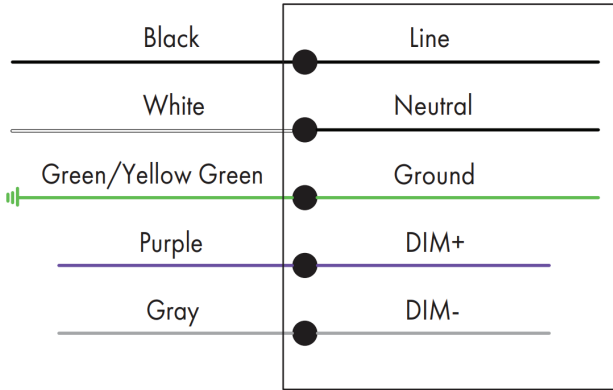 Black Line
White Neutral
Green/Yellow Green Ground
Purple DIM+
Gray DIM-